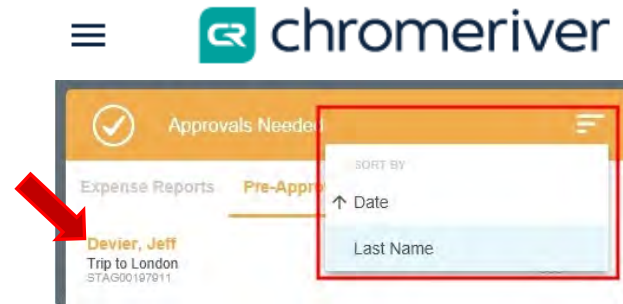 chromeriver
Approvals Needed
SORT BY
Expense Reports Pre-Appro
Date
Last Name
Devier, Jeff
Trip to London
STAG00197911